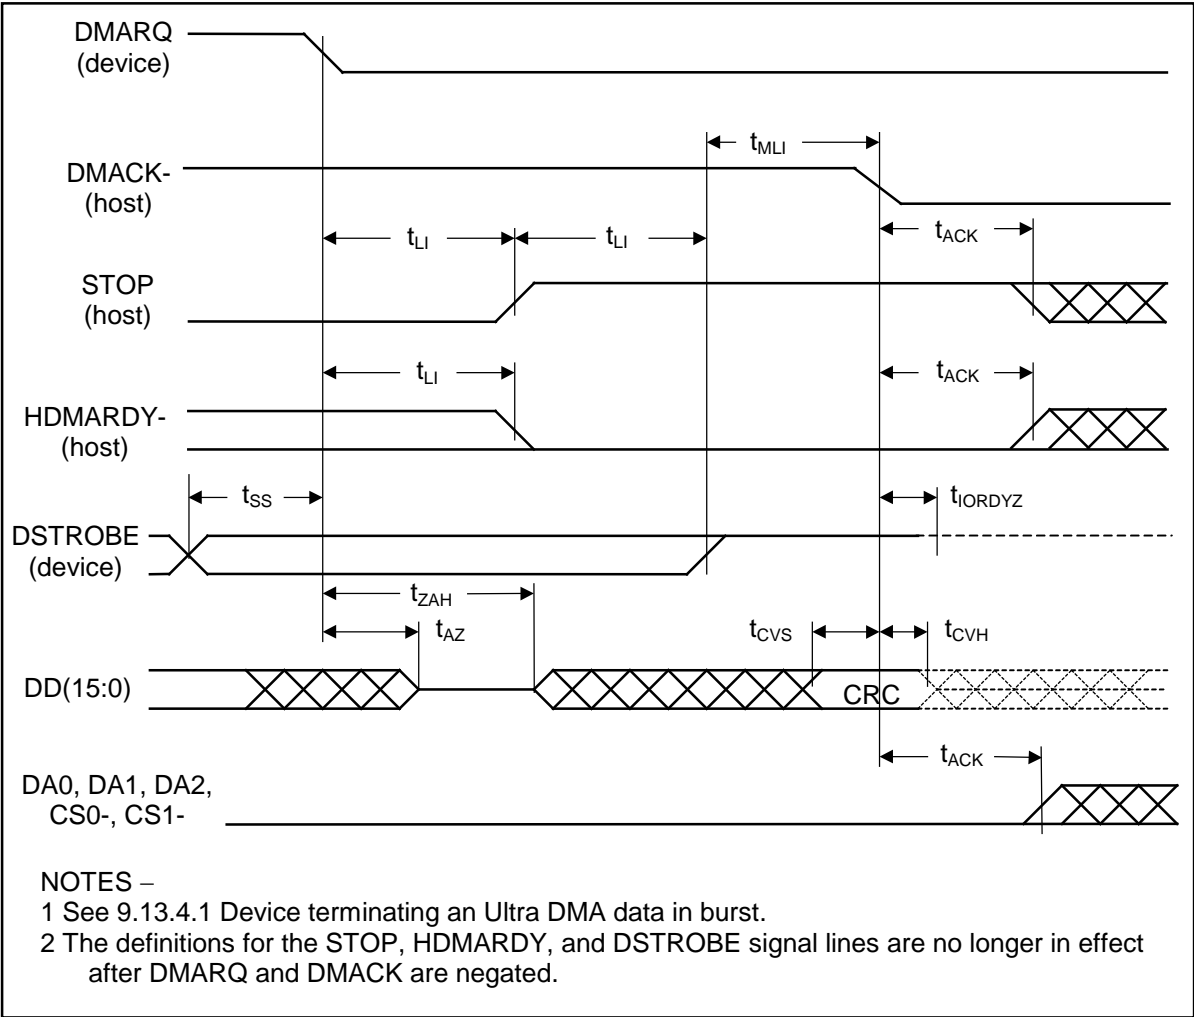 DMARQ
(device)
tMLI
DMACK-
(host)
tLI
tLI
tACK
STOP
(host)
tLI
tACK
HDMARDY-
(host)
tSS
tIORDYZ
DSTROBE
(device)
tZAH
tAZ
tCVS
tCVH
DD(15:0)
CRC
tACK
DA0, DA1, DA2,
CS0-, CS1-
NOTES –
1 See 9.13.4.1 Device terminating an Ultra DMA data in burst.
2 The definitions for the STOP, HDMARDY, and DSTROBE signal lines are no longer in effect
after DMARQ and DMACK are negated.